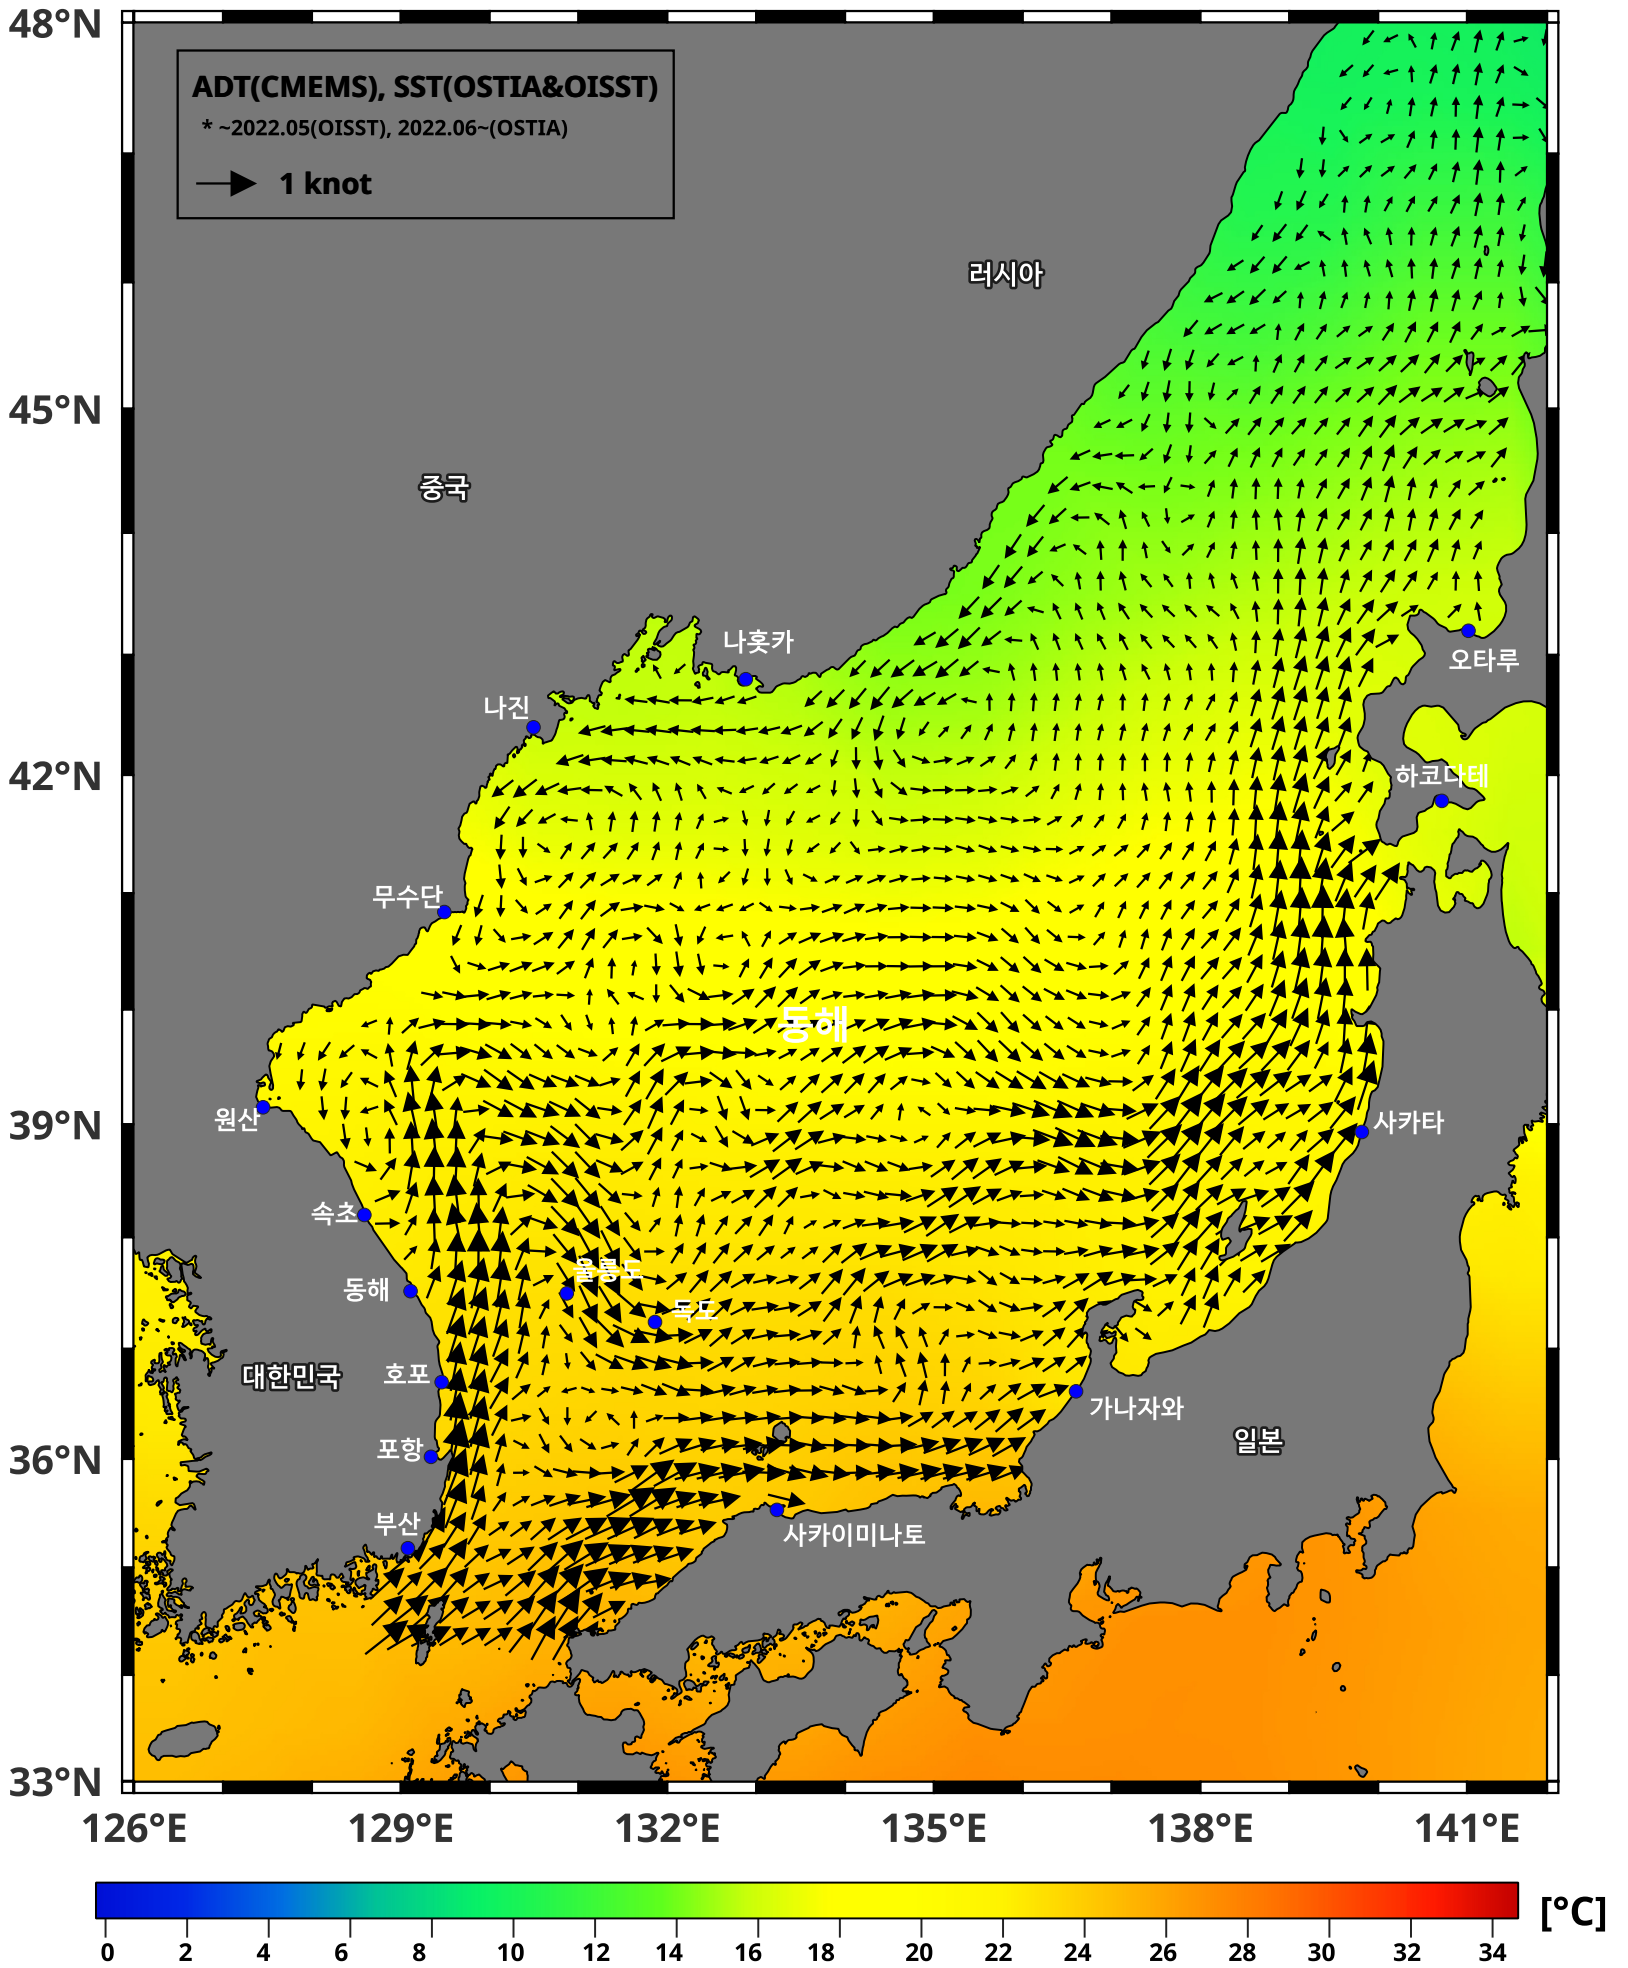 48°N
ADT(CMEMS), SST(OSTIA&OISST)
* ~2022.05(OISST), 2022.06~(OSTIA)
1 knot
러시아
45°N
중국
나홋카
오타루
나진
42°N
하코다테
무수단
동해
39°N
원산
사카타
속초
울릉도
동해
독도
대한민국
호포
가나자와
일본
36°N
포항
부산
사카이미나토
33°N
126°E 129°E 132°E 135°E 138°E 141°E
[°C]
0 2 4 6 8 10 12 14 16 18 20 22 24 26 28 30 32 34